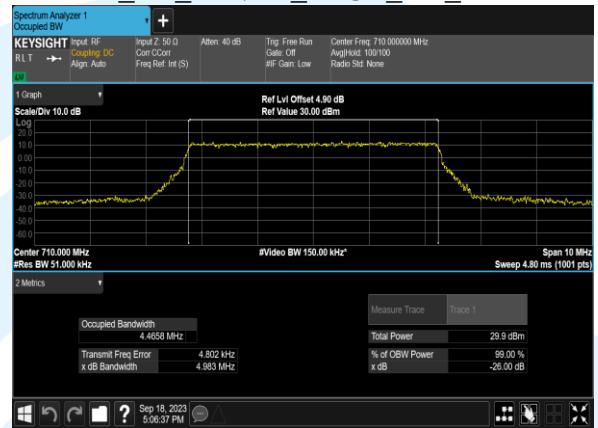 Spectrum Analyzer 1
Occupied BW
KEYSIGHT
RLT
LV
Input: RF
Coupling: DC
Align: Auto
Input Z: 50 Ω
Corr CCorr
Freq Ref: Int (S)
Atten: 40 dB
Trig: Free Run
Gate: Off
#IF Gain: Low
Center Freq: 710.000000 MHz
Avg|Hold: 100/100
Radio Std: None
1 Graph
Scale/Div 10.0 dB
Ref Lvl Offset 4.90 dB
Ref Value 30.00 dBm
Log
20.0
10.0
0.00
-10.0
-20.0
-30.0
-40.0
-50.0
-60.0
Center 710.000 MHz
#Res BW 51.000 kHz
#Video BW 150.00 kHz*
Span 10 MHz
Sweep 4.80 ms (1001 pts)
2 Metrics
Measure Trace Trace 1
Occupied Bandwidth
4.4658 MHz
Total Power 29.9 dBm
Transmit Freq Error 4.802 kHz
% of OBW Power 99.00 %
x dB Bandwidth 4.983 MHz
x dB -26.00 dB
Sep 18, 2023
5:06:37 PM